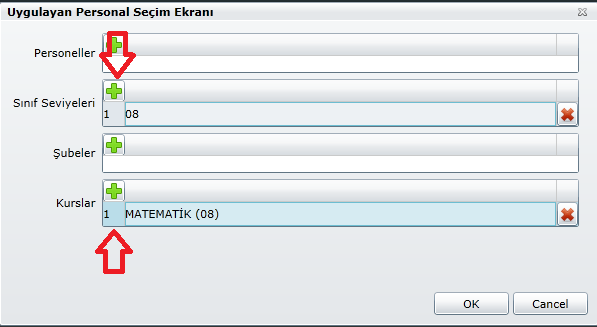 Uygulayan Personal Seçim Ekranı
Personeller
Sınıf Seviyeleri
1 08
Şubeler
Kurslar
1 MATEMATİK (08)
OK Cancel